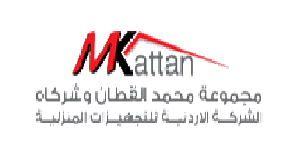 MKattan
مجموعة محمد القطان وشركاه
الشركة الاردنية للتجهيزات المنزلية